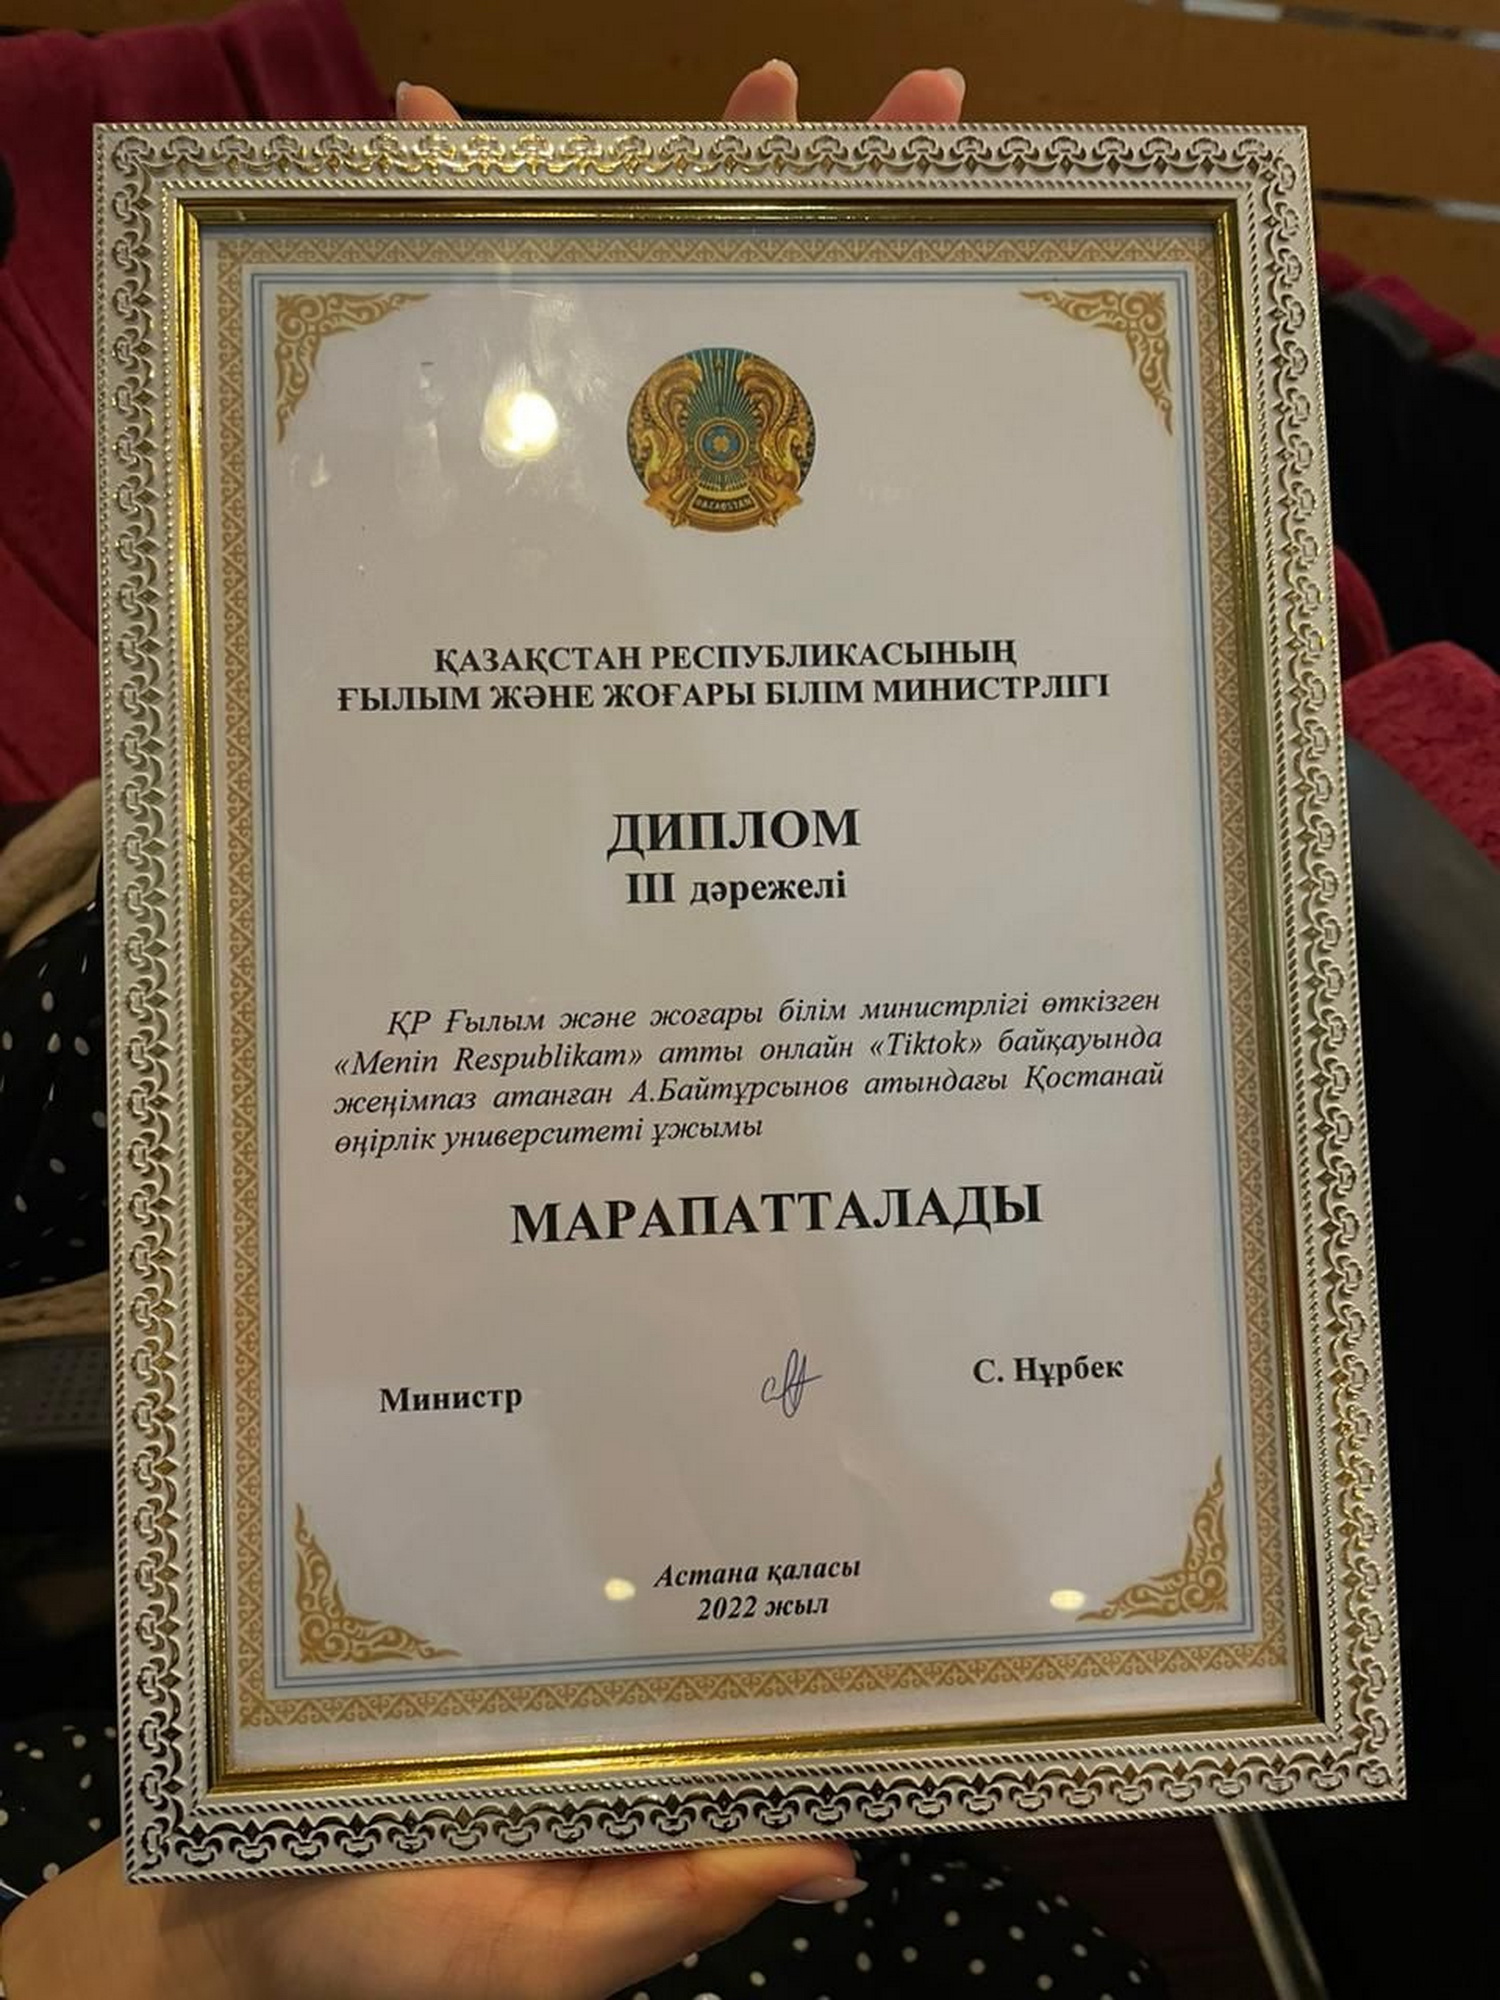 QAZAQSTAN
ҚАЗАҚСТАН РЕСПУБЛИКАСЫНЫҢ
ҒЫЛЫМ ЖӘНЕ ЖОҒАРЫ БІЛІМ МИНИСТРЛІГІ
ДИПЛОМ
III дәрежелі
ҚР Ғылым және жоғары білім министрлігі өткізген
«Menin Respublikam» атты онлайн «Tiktok» байқауында
жеңімпаз атанған А.Байтұрсынов атындағы Қостанай
өңірлік университеті ұжымы
МАРАПАТТАЛАДЫ
Министр С. Нұрбек
Астана қаласы
2022 жыл